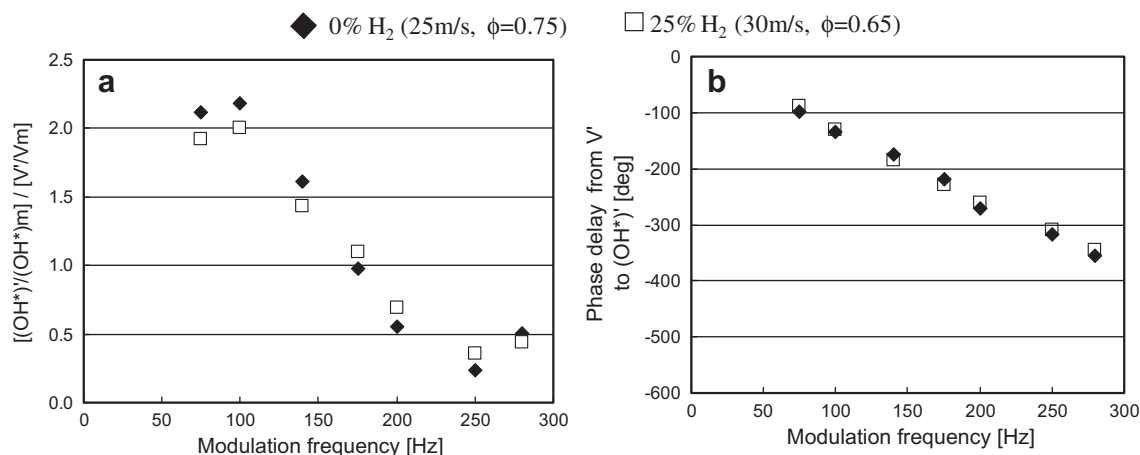 0% H₂ (25m/s, ϕ=0.75)
25% H₂ (30m/s, ϕ=0.65)
a
[(OH*)'/(OH*)m] / [V'/Vm]
2.5
2.0
1.5
1.0
0.5
0.0
0 50 100 150 200 250 300
Modulation frequency [Hz]
b
Phase delay from V'
to (OH*)' [deg]
-0
-100
-200
-300
-400
-500
-600
0 50 100 150 200 250 300
Modulation frequency [Hz]